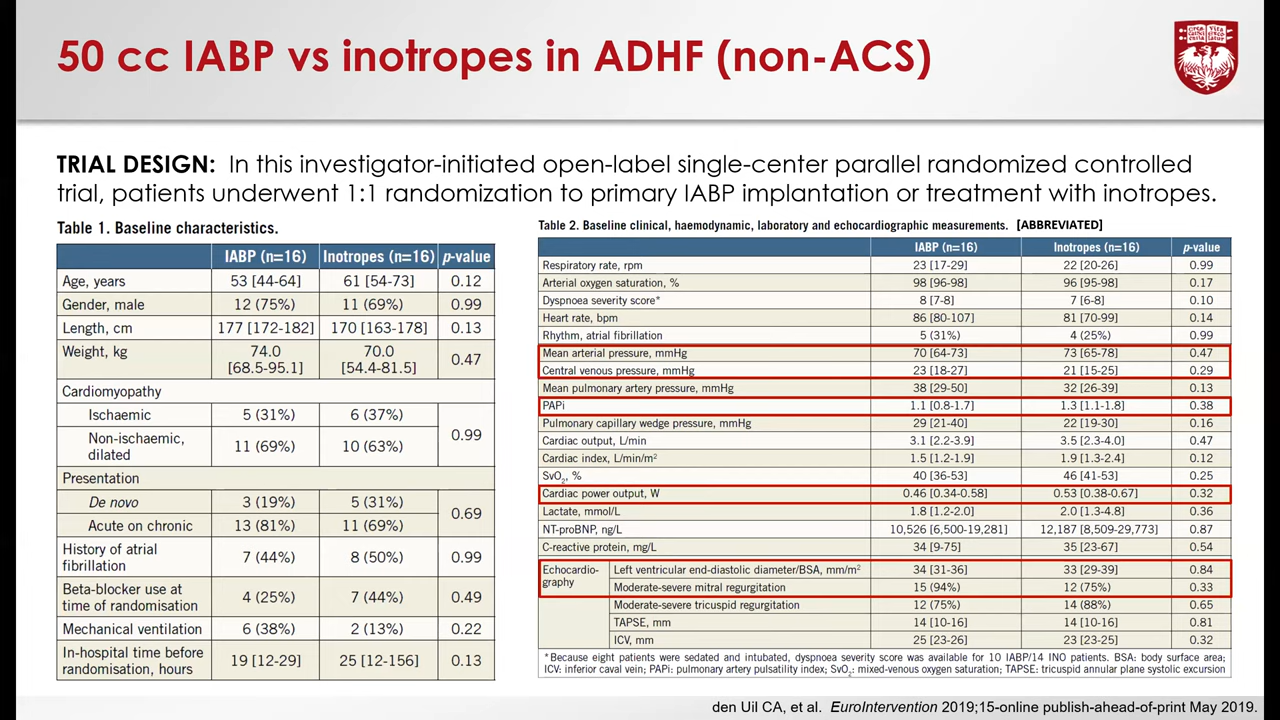 50 cc IABP vs inotropes in ADHF (non-ACS)
TRIAL DESIGN: In this investigator-initiated open-label single-center parallel randomized controlled
trial, patients underwent 1:1 randomization to primary IABP implantation or treatment with inotropes.
Table 1. Baseline characteristics.
IABP (n=16) Inotropes (n=16) p-value
Age, years 53 [44-64] 61 [54-73] 0.12
Gender, male 12 (75%) 11 (69%) 0.99
Length, cm 177 [172-182] 170 [163-178] 0.13
Weight, kg 74.0 [68.5-95.1] 70.0 [54.4-81.5] 0.47
Cardiomyopathy
Ischaemic 5 (31%) 6 (37%) 0.99
Non-ischaemic, dilated 11 (69%) 10 (63%)
Presentation
De novo 3 (19%) 5 (31%) 0.69
Acute on chronic 13 (81%) 11 (69%)
History of atrial fibrillation 7 (44%) 8 (50%) 0.99
Beta-blocker use at time of randomisation 4 (25%) 7 (44%) 0.49
Mechanical ventilation 6 (38%) 2 (13%) 0.22
In-hospital time before randomisation, hours 19 [12-29] 25 [12-156] 0.13
Table 2. Baseline clinical, haemodynamic, laboratory and echocardiographic measurements. [ABBREVIATED]
IABP (n=16) Inotropes (n=16) p-value
Respiratory rate, rpm 23 [17-29] 22 [20-26] 0.99
Arterial oxygen saturation, % 98 [96-98] 96 [95-98] 0.17
Dyspnoea severity score* 8 [7-8] 7 [6-8] 0.10
Heart rate, bpm 86 [80-107] 81 [70-99] 0.14
Rhythm, atrial fibrillation 5 (31%) 4 (25%) 0.99
Mean arterial pressure, mmHg 70 [64-73] 73 [65-78] 0.47
Central venous pressure, mmHg 23 [18-27] 21 [15-25] 0.29
Mean pulmonary artery pressure, mmHg 38 [29-50] 32 [26-39] 0.13
PAPi 1.1 [0.8-1.7] 1.3 [1.1-1.8] 0.38
Pulmonary capillary wedge pressure, mmHg 29 [21-40] 22 [19-30] 0.16
Cardiac output, L/min 3.1 [2.2-3.9] 3.5 [2.3-4.0] 0.47
Cardiac index, L/min/m² 1.5 [1.2-1.9] 1.9 [1.3-2.4] 0.12
SvO₂, % 40 [36-53] 46 [41-53] 0.25
Cardiac power output, W 0.46 [0.34-0.58] 0.53 [0.38-0.67] 0.32
Lactate, mmol/L 1.8 [1.2-2.0] 2.0 [1.3-4.8] 0.36
NT-proBNP, ng/L 10,526 [6,500-19,281] 12,187 [8,509-29,773] 0.87
C-reactive protein, mg/L 34 [9-75] 35 [23-67] 0.54
Echocardio-graphy Left ventricular end-diastolic diameter/BSA, mm/m² 34 [31-36] 33 [29-39] 0.84
Moderate-severe mitral regurgitation 15 (94%) 12 (75%) 0.33
Moderate-severe tricuspid regurgitation 12 (75%) 14 (88%) 0.65
TAPSE, mm 14 [10-16] 14 [10-16] 0.81
ICV, mm 25 [23-26] 23 [23-25] 0.32
*Because eight patients were sedated and intubated, dyspnoea severity score was available for 10 IABP/14 INO patients. BSA: body surface area;
ICV: inferior caval vein; PAPi: pulmonary artery pulsatility index; SvO₂: mixed-venous oxygen saturation; TAPSE: tricuspid annular plane systolic excursion
den Uil CA, et al. EuroIntervention 2019;15-online publish-ahead-of-print May 2019.